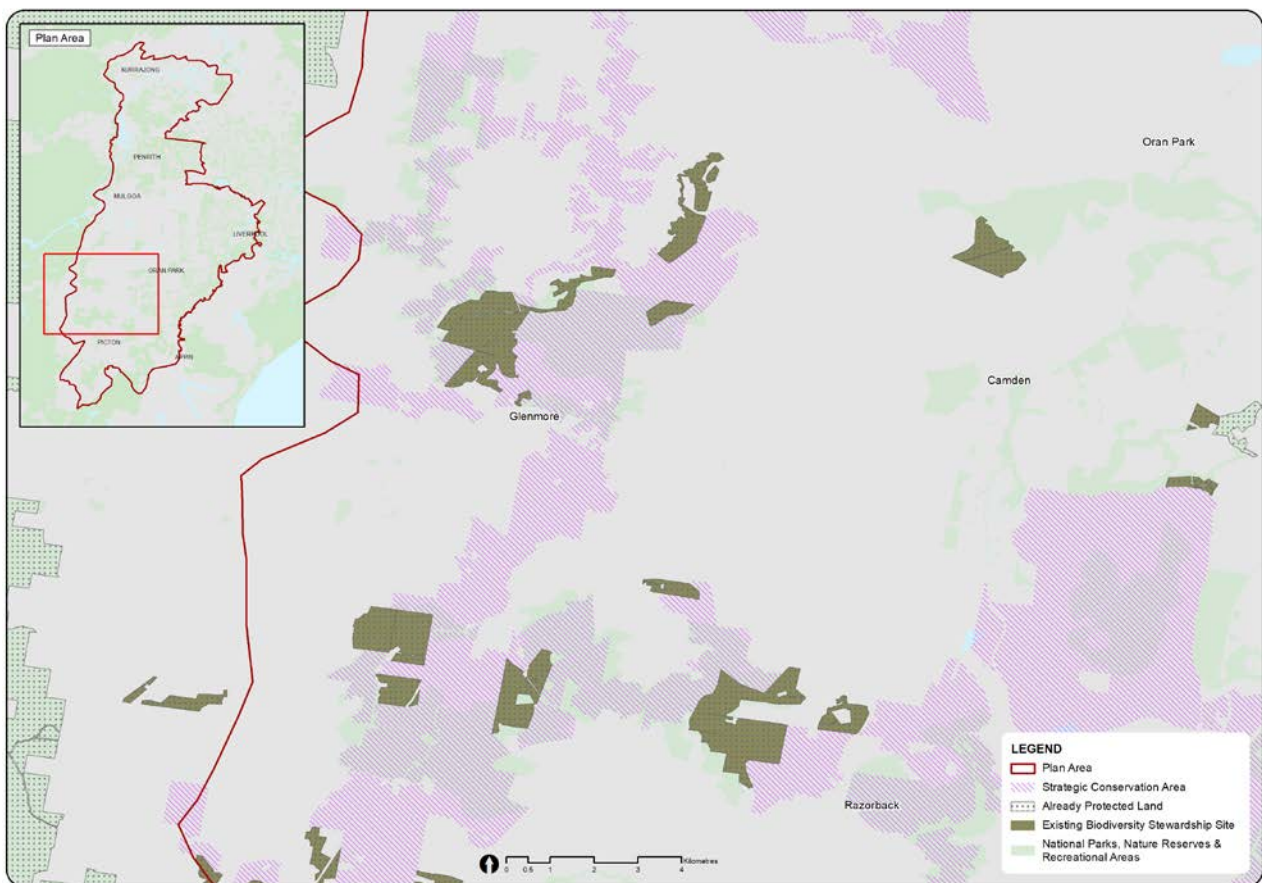 Plan Area
KURRAJONG
PENRITH
MULGOA
LIVERPOOL
ORAN PARK
PICTON
APPIN
Oran Park
Camden
Glenmore
Razorback
LEGEND
Plan Area
Strategic Conservation Area
Already Protected Land
Existing Biodiversity Stewardship Site
National Parks, Nature Reserves &
Recreational Areas
0 0.5 1 2 3 4
Kilometres